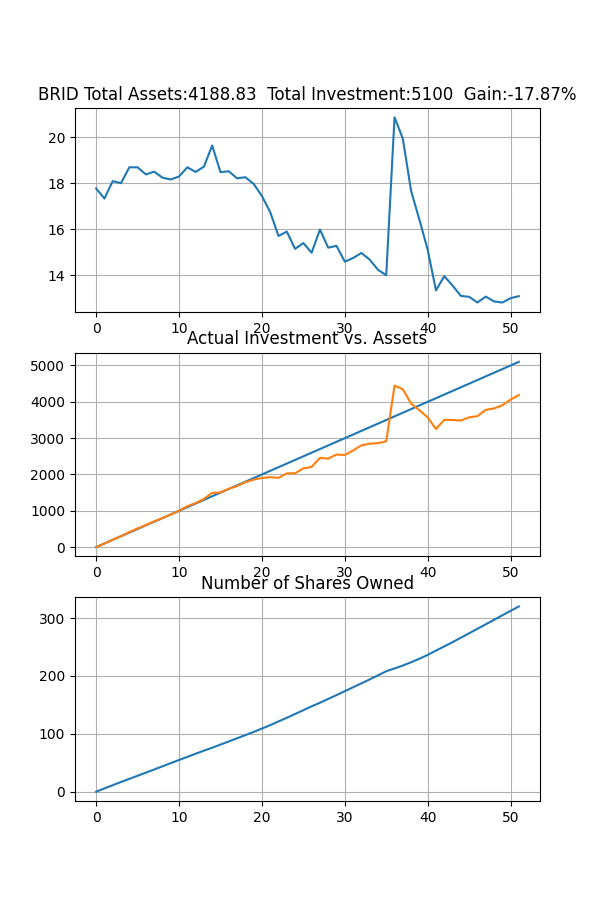 BRID Total Assets:4188.83  Total Investment:5100  Gain:-17.87%
20
18
16
14
0 10 20 30 40 50
Actual Investment vs. Assets
5000
4000
3000
2000
1000
0
0 10 20 30 40 50
Number of Shares Owned
300
200
100
0
0 10 20 30 40 50